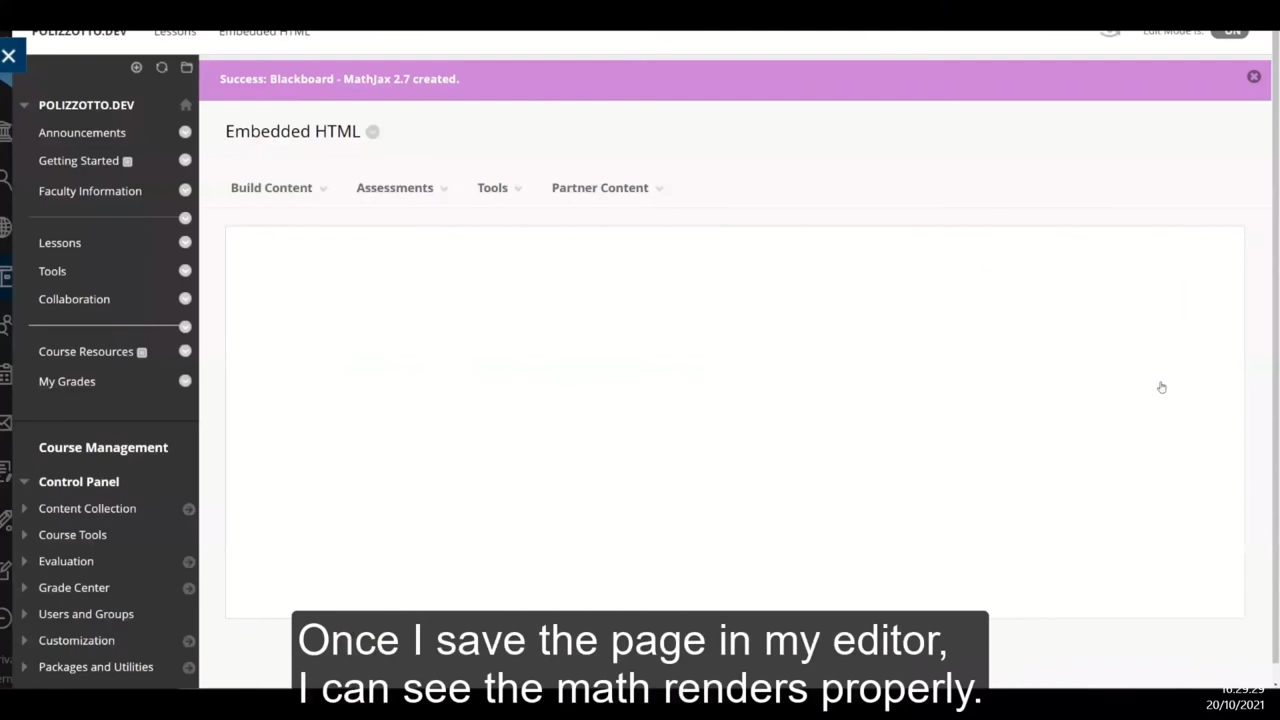 POLIZZOTTO.DEV Lessons Embedded HTML Edit Mode is: ON
Success: Blackboard - MathJax 2.7 created.
POLIZZOTTO.DEV
Announcements
Getting Started
Faculty Information
Lessons
Tools
Collaboration
Course Resources
My Grades
Course Management
Control Panel
Content Collection
Course Tools
Evaluation
Grade Center
Users and Groups
Customization
Packages and Utilities
Embedded HTML
Build Content Assessments Tools Partner Content
Once I save the page in my editor,
I can see the math renders properly.
16:29:29
20/10/2021